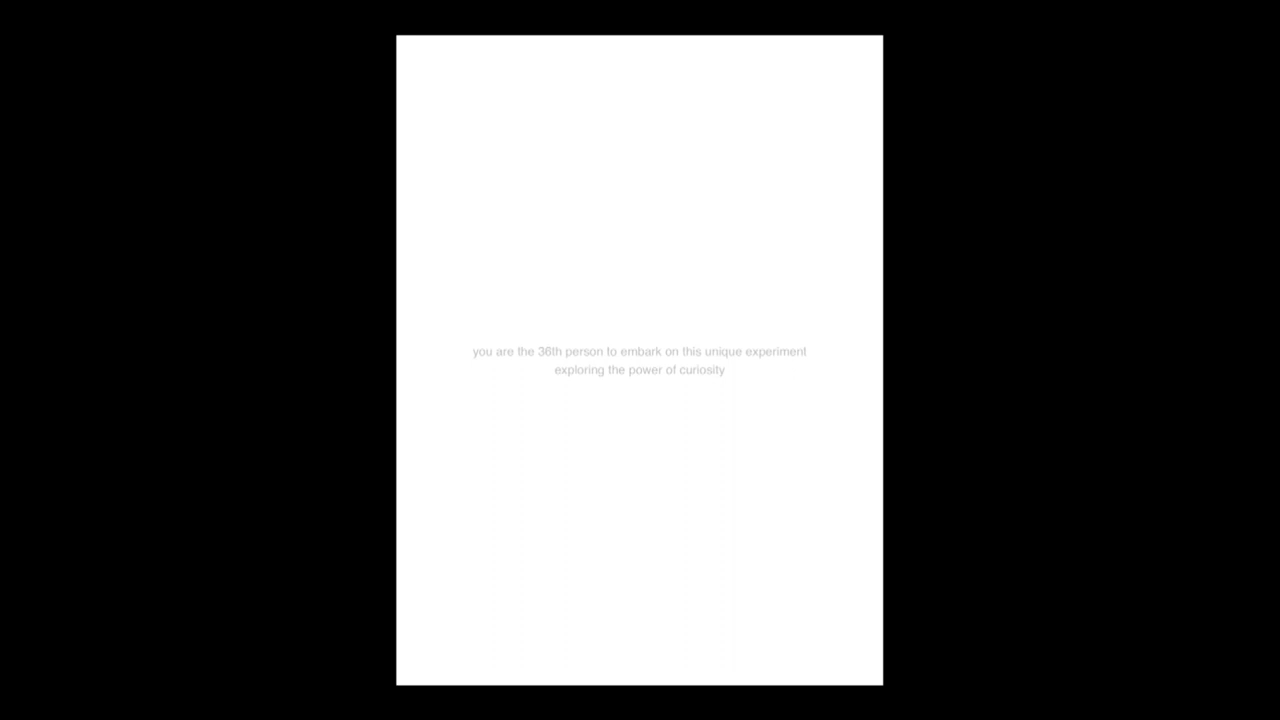 you are the 36th person to embark on this unique experiment
exploring the power of curiosity